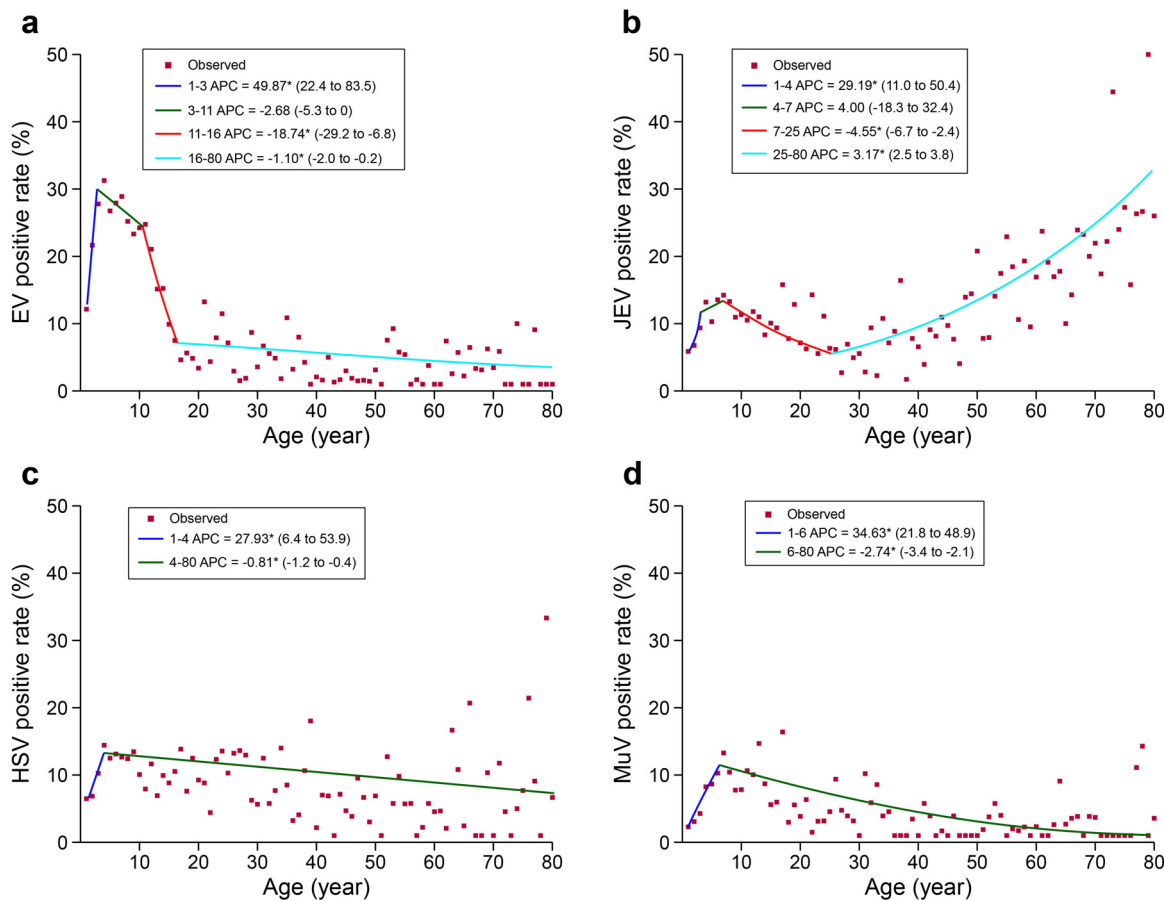 a
50
40
30
20
10
0
EV positive rate (%)
Observed
1-3 APC = 49.87* (22.4 to 83.5)
3-11 APC = -2.68 (-5.3 to 0)
11-16 APC = -18.74* (-29.2 to -6.8)
16-80 APC = -1.10* (-2.0 to -0.2)
10 20 30 40 50 60 70 80
Age (year)
b
50
40
30
20
10
0
JEV positive rate (%)
Observed
1-4 APC = 29.19* (11.0 to 50.4)
4-7 APC = 4.00 (-18.3 to 32.4)
7-25 APC = -4.55* (-6.7 to -2.4)
25-80 APC = 3.17* (2.5 to 3.8)
10 20 30 40 50 60 70 80
Age (year)
c
50
40
30
20
10
0
HSV positive rate (%)
Observed
1-4 APC = 27.93* (6.4 to 53.9)
4-80 APC = -0.81* (-1.2 to -0.4)
10 20 30 40 50 60 70 80
Age (year)
d
50
40
30
20
10
0
MuV positive rate (%)
Observed
1-6 APC = 34.63* (21.8 to 48.9)
6-80 APC = -2.74* (-3.4 to -2.1)
10 20 30 40 50 60 70 80
Age (year)